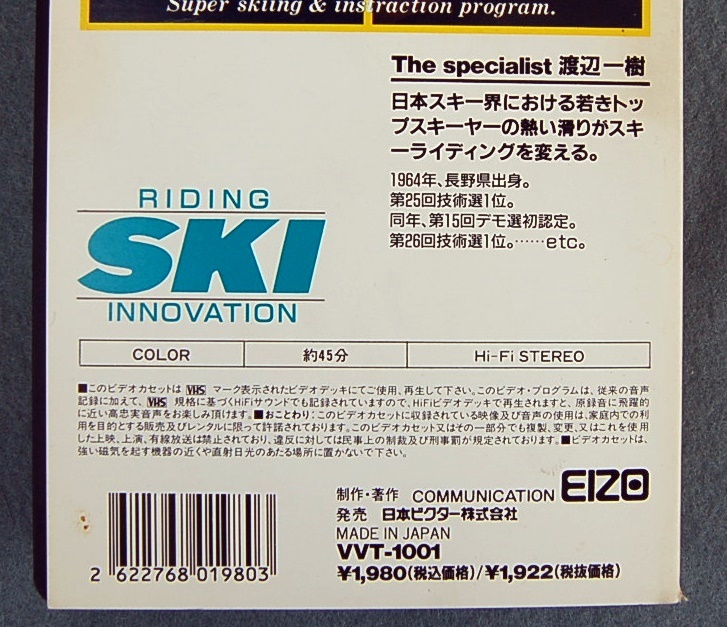 Super skiing & instraction program.
The specialist 渡辺一樹
日本スキー界における若きトッ
プスキーヤーの熱い滑りがスキ
ーライディングを変える。
1964年、長野県出身。
第25回技術選1位。
同年、第15回デモ選初認定。
第26回技術選1位。……etc。
RIDING
SKI
INNOVATION
COLOR 約45分 Hi-Fi STEREO
■このビデオカセットは VHS マーク表示されたビデオデッキにてご使用、再生して下さい。このビデオ・プログラムは、従来の音声
記録に加えて、VHS 規格に基づくHiFiサウンドでも記録されていますので、HiFiビデオデッキで再生されますと、原録音に飛躍的
に近い高忠実音声をお楽しみ頂けます。■おことわり：このビデオカセットに収録されている映像及び音声の使用は、家庭内での利
用を目的とする販売及びレンタルに限って許諾されております。このビデオカセット又はその一部分でも複製、変更、又はこれを使用
した上映、上演、有線放送は禁止されており、違反に対しては民事上の制裁及び刑事罰が規定されております。■ビデオカセットは、
強い磁気を起す機器の近くや直射日光のあたる場所に置かないで下さい。
制作・著作 COMMUNICATION EIZO
発売 日本ビクター株式会社
MADE IN JAPAN
VVT-1001
¥1,980(税込価格)/¥1,922(税抜価格)
2 622768 019803